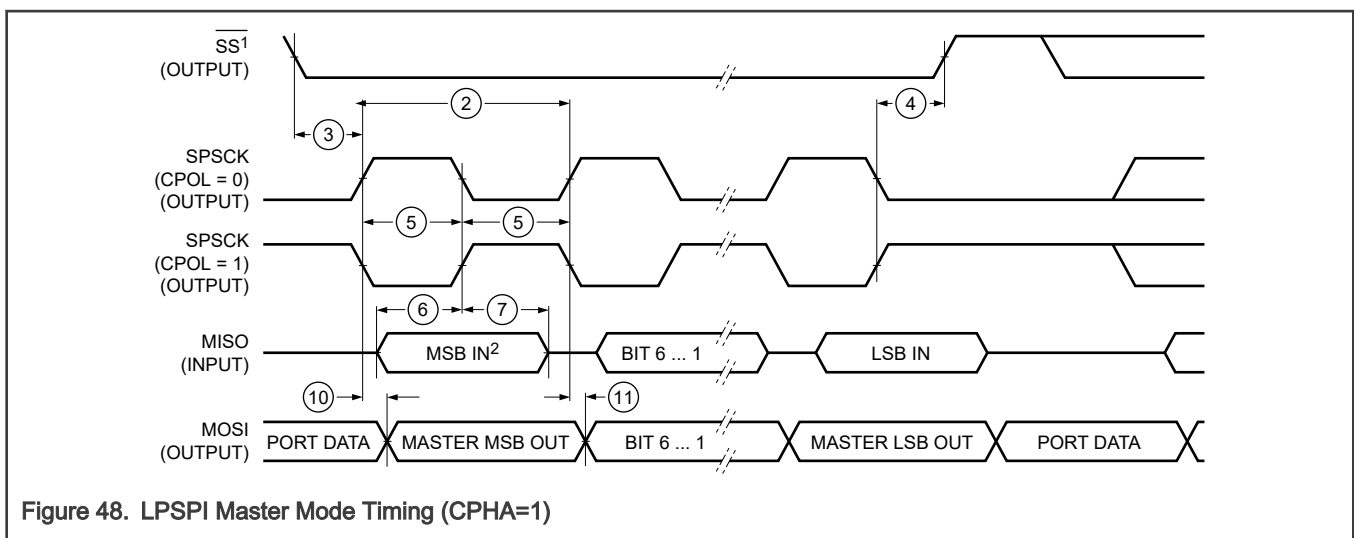 SS1
(OUTPUT)
2
4
3
SPSCK
(CPOL = 0)
(OUTPUT)
5
5
SPSCK
(CPOL = 1)
(OUTPUT)
6
7
MISO
(INPUT)
MSB IN2
BIT 6 ... 1
LSB IN
10
11
MOSI
(OUTPUT)
PORT DATA
MASTER MSB OUT
BIT 6 ... 1
MASTER LSB OUT
PORT DATA
Figure 48. LPSPI Master Mode Timing (CPHA=1)